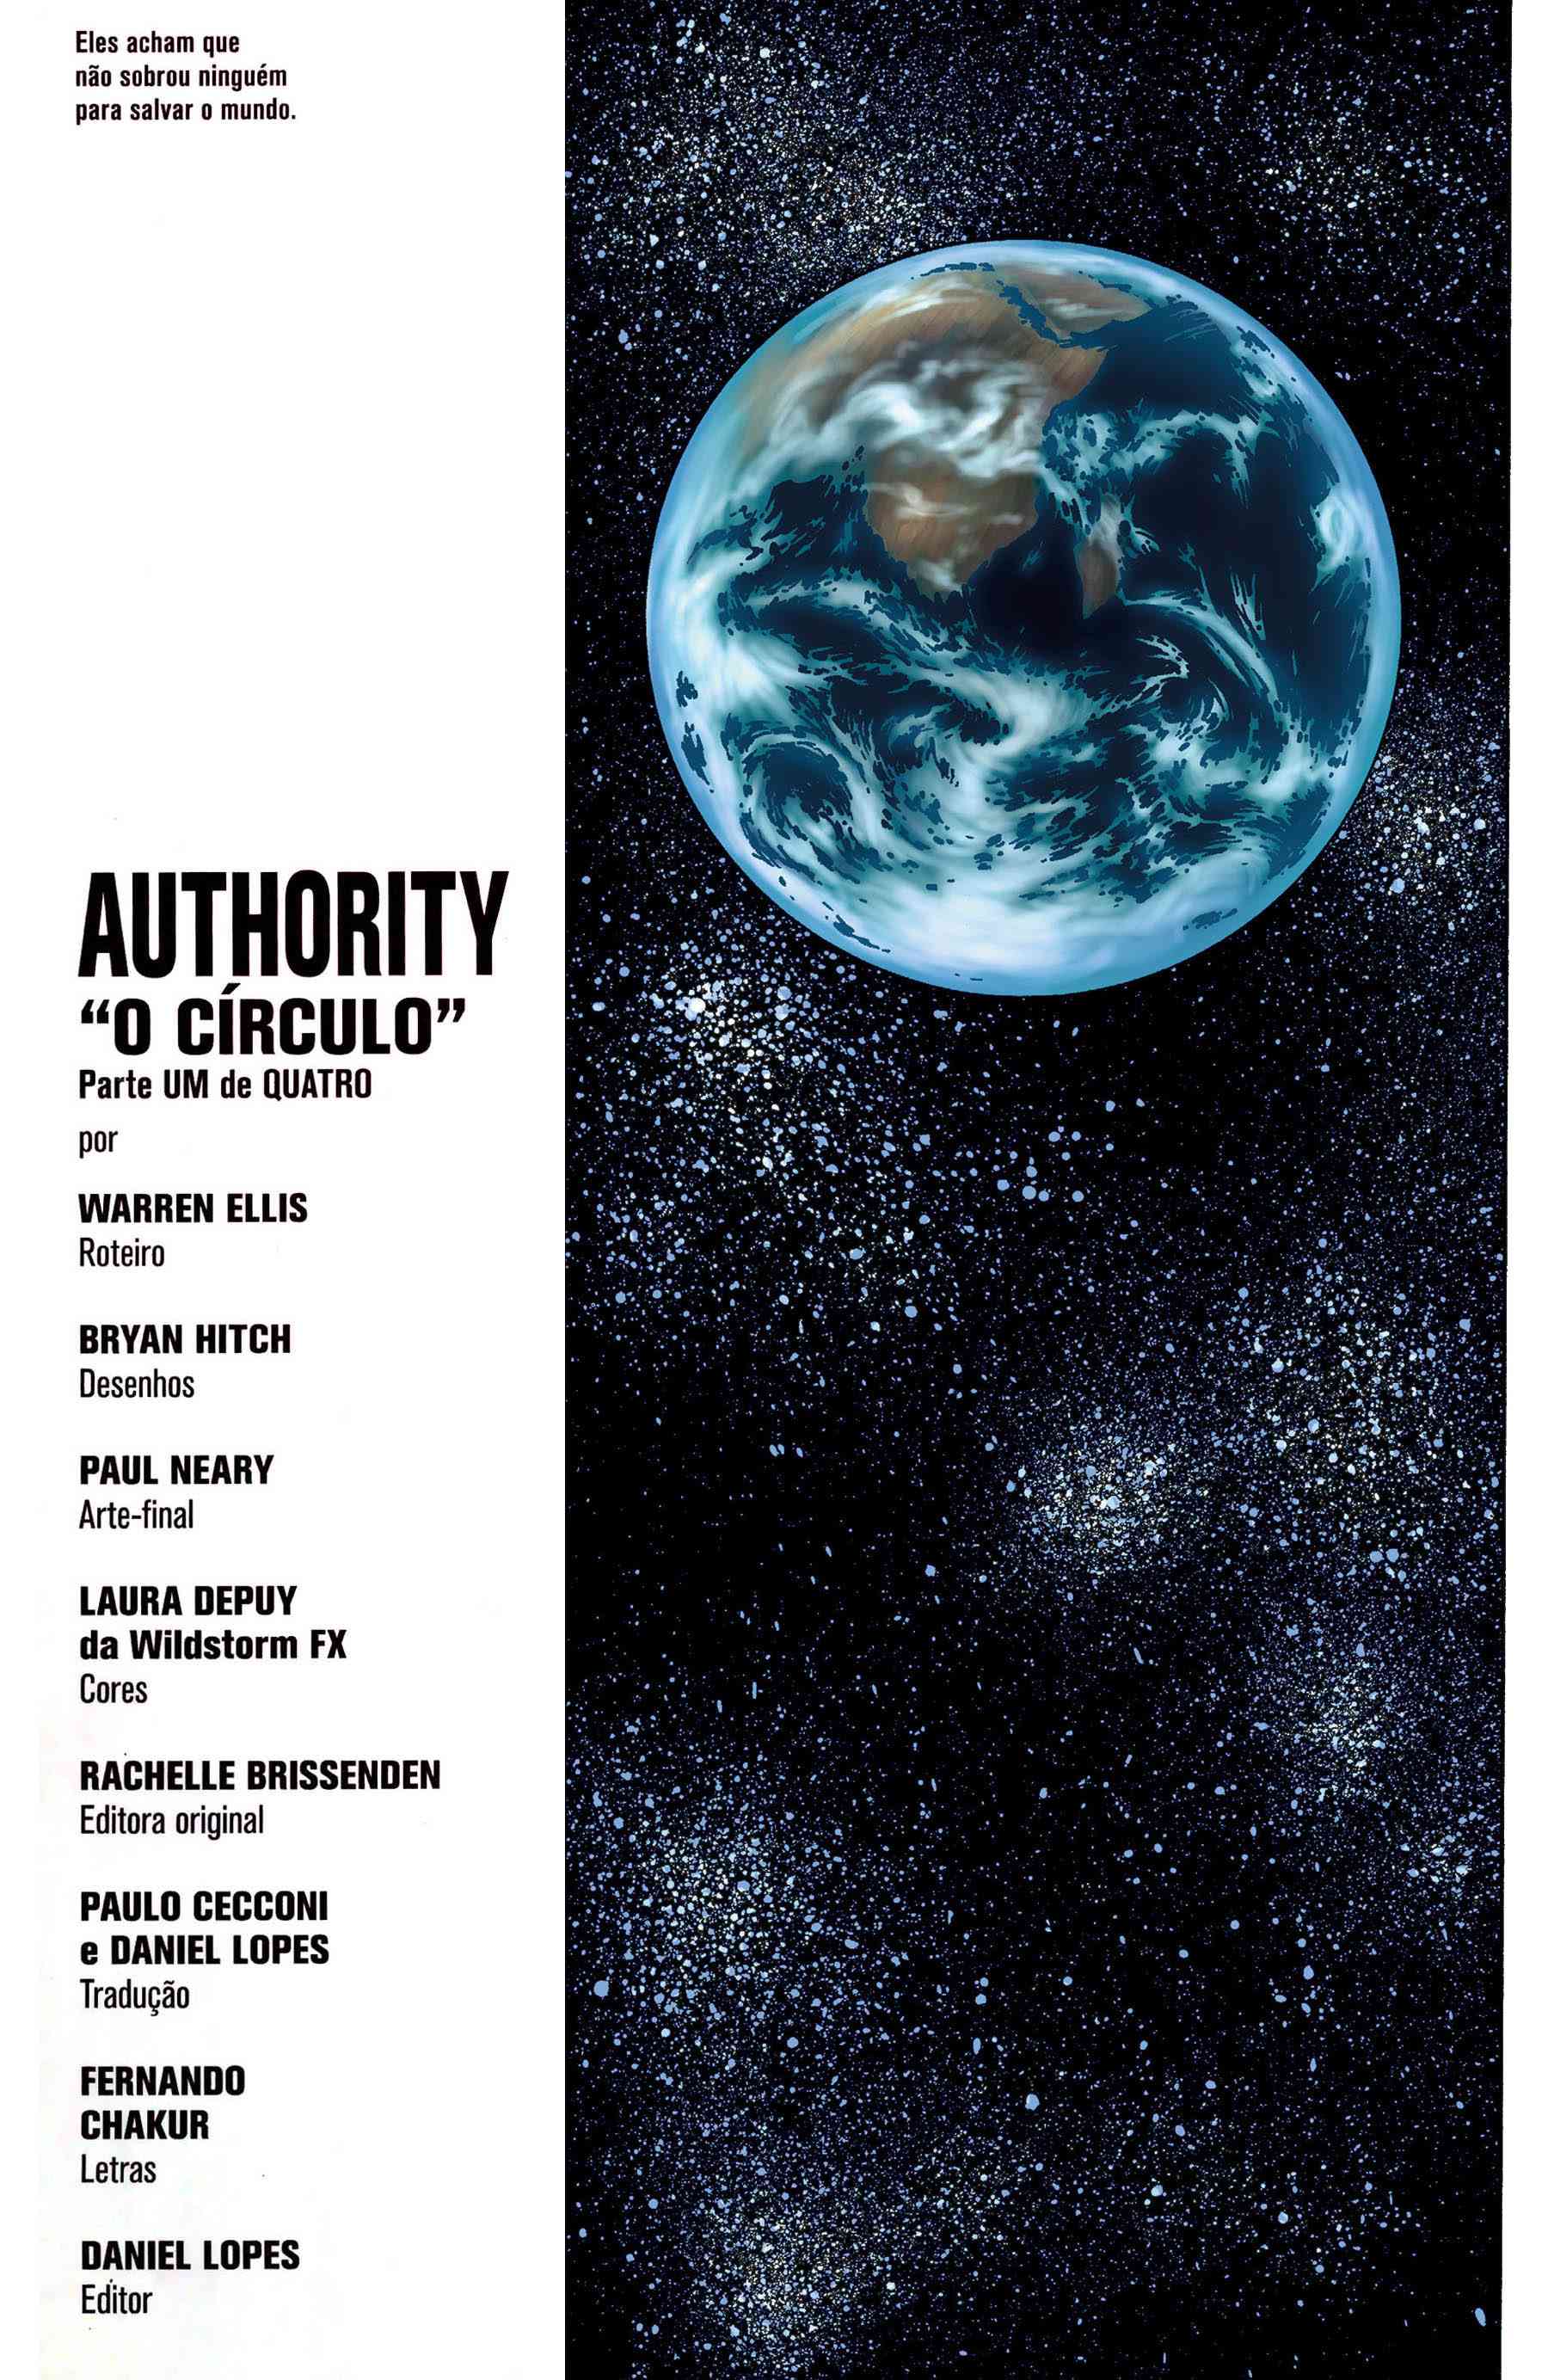 Eles acham que
não sobrou ninguém
para salvar o mundo.
AUTHORITY
“O CÍRCULO”
Parte UM de QUATRO
por
WARREN ELLIS
Roteiro
BRYAN HITCH
Desenhos
PAUL NEARY
Arte-final
LAURA DEPUY
da Wildstorm FX
Cores
RACHELLE BRISSENDEN
Editora original
PAULO CECCONI
e DANIEL LOPES
Tradução
FERNANDO
CHAKUR
Letras
DANIEL LOPES
Editor